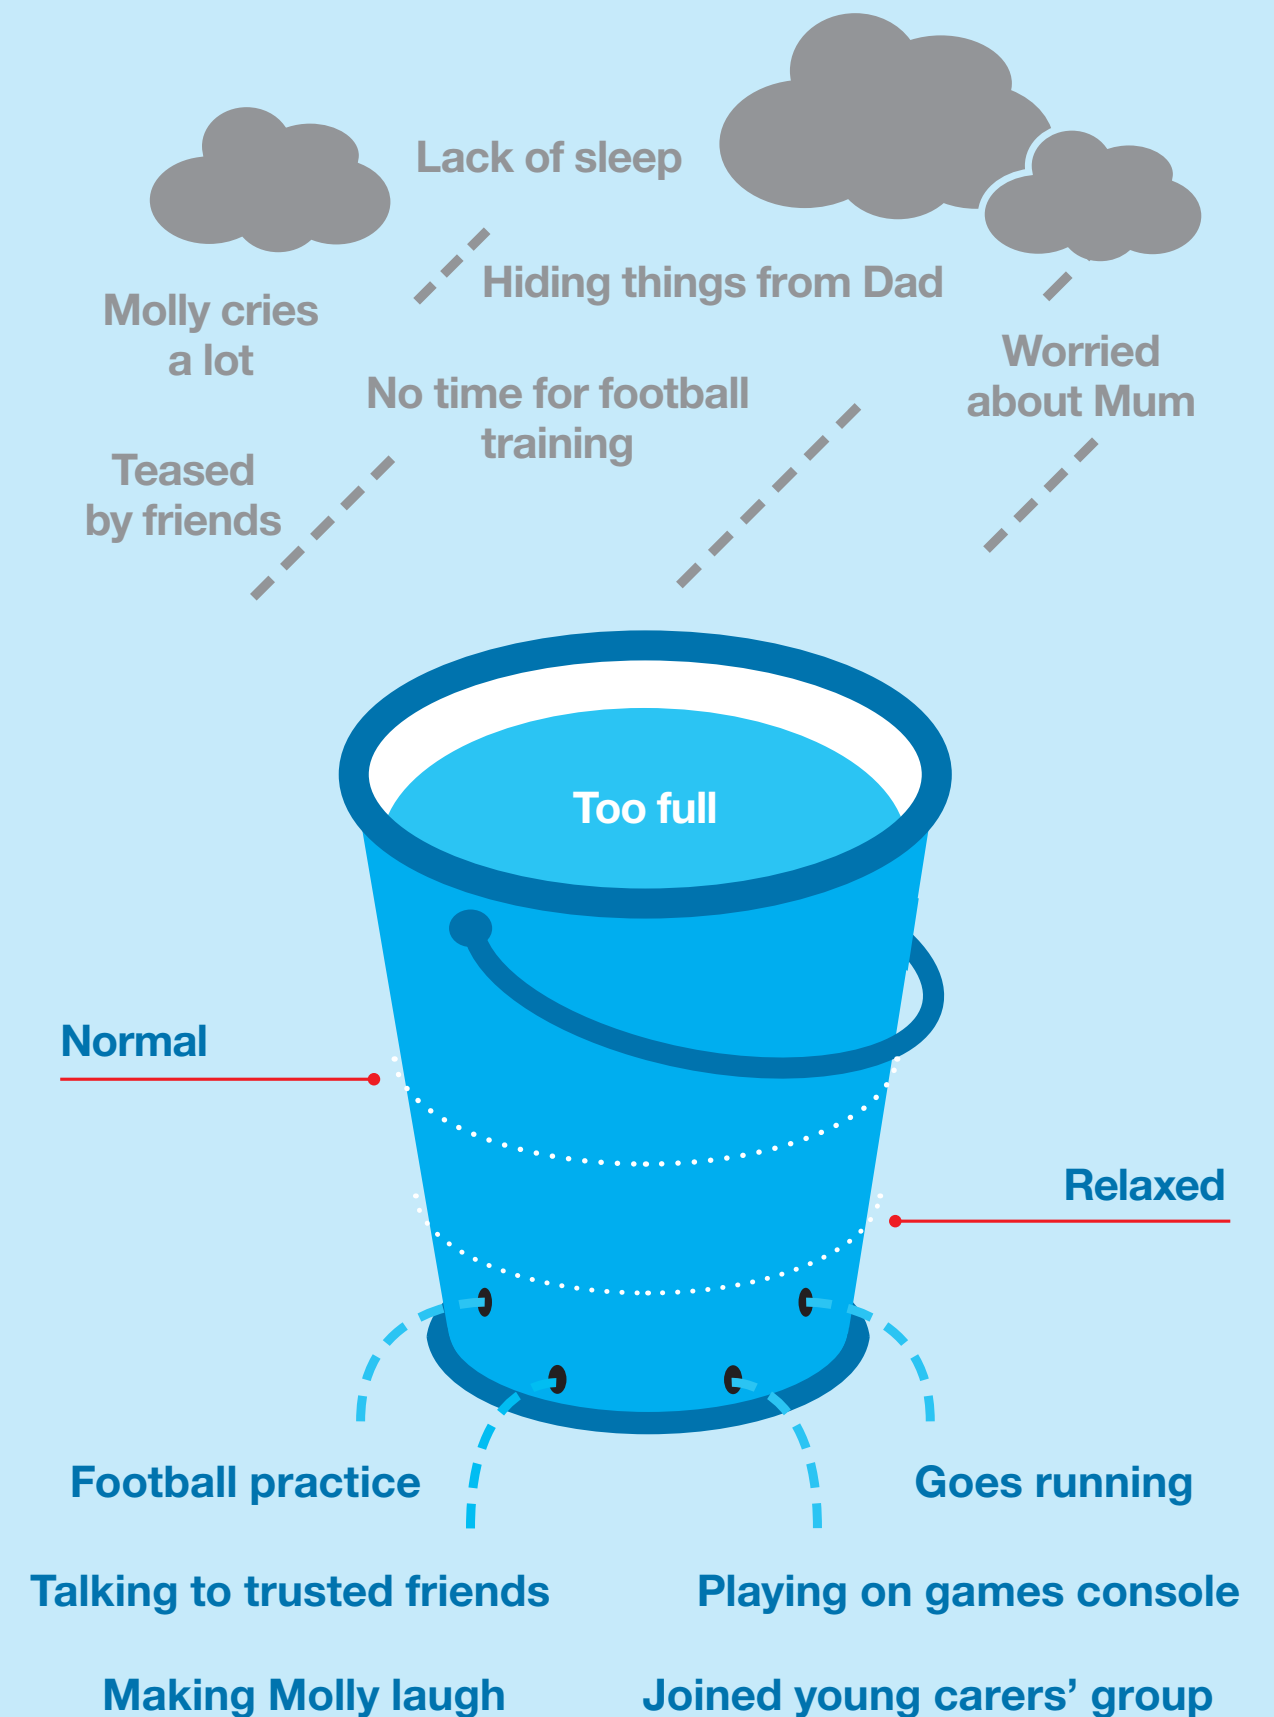 Lack of sleep
Hiding things from Dad
Molly cries
a lot
Worried
about Mum
No time for football
training
Teased
by friends
Too full
Normal
Relaxed
Football practice
Goes running
Talking to trusted friends
Playing on games console
Making Molly laugh
Joined young carers’ group